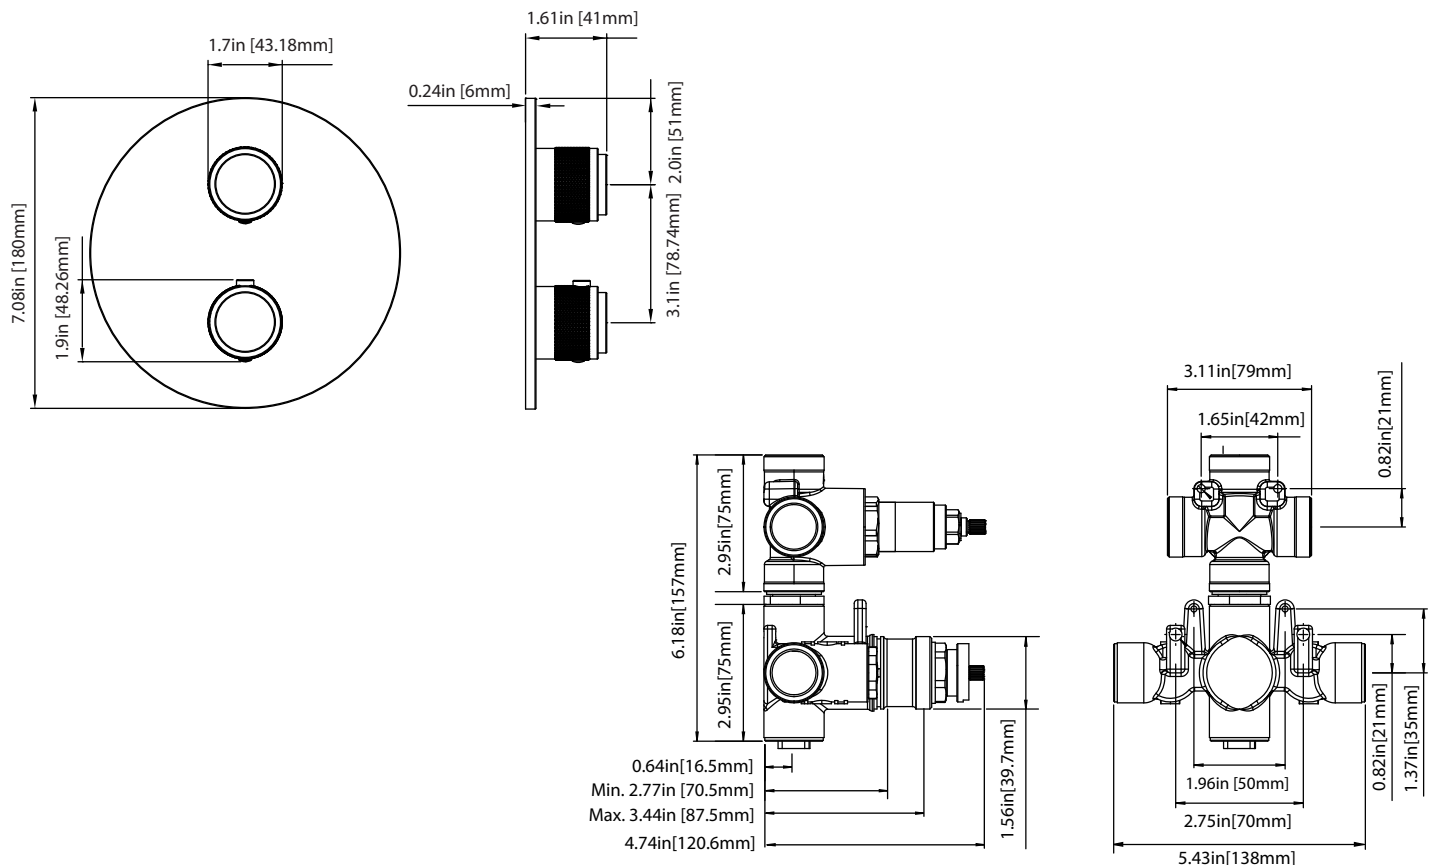 1.61in [41mm]
1.7in [43.18mm]
0.24in [6mm]
2.0in [51mm]
3.1in [78.74mm]
7.08in [180mm]
1.9in [48.26mm]
3.11in[79mm]
1.65in[42mm]
0.82in[21mm]
2.95in[75mm]
6.18in[157mm]
2.95in[75mm]
0.64in[16.5mm]
Min. 2.77in [70.5mm]
Max. 3.44in [87.5mm]
4.74in[120.6mm]
1.56in[39.7mm]
1.96in [50mm]
2.75in[70mm]
5.43in[138mm]
0.82in[21mm]
1.37in[35mm]